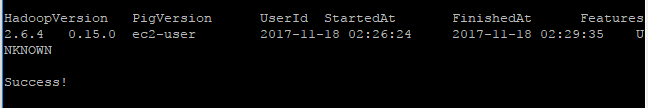 HadoopVersion PigVersion UserId StartedAt FinishedAt Features
2.6.4 0.15.0 ec2-user 2017-11-18 02:26:24 2017-11-18 02:29:35 U
NKNOWN
Success!